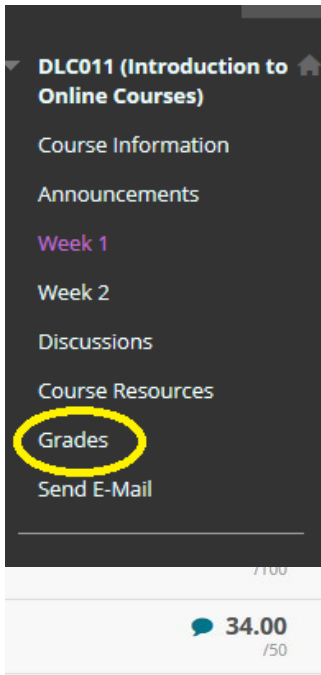 DLC011 (Introduction to
Online Courses)
Course Information
Announcements
Week 1
Week 2
Discussions
Course Resources
Grades
Send E-Mail
/100
34.00
/50